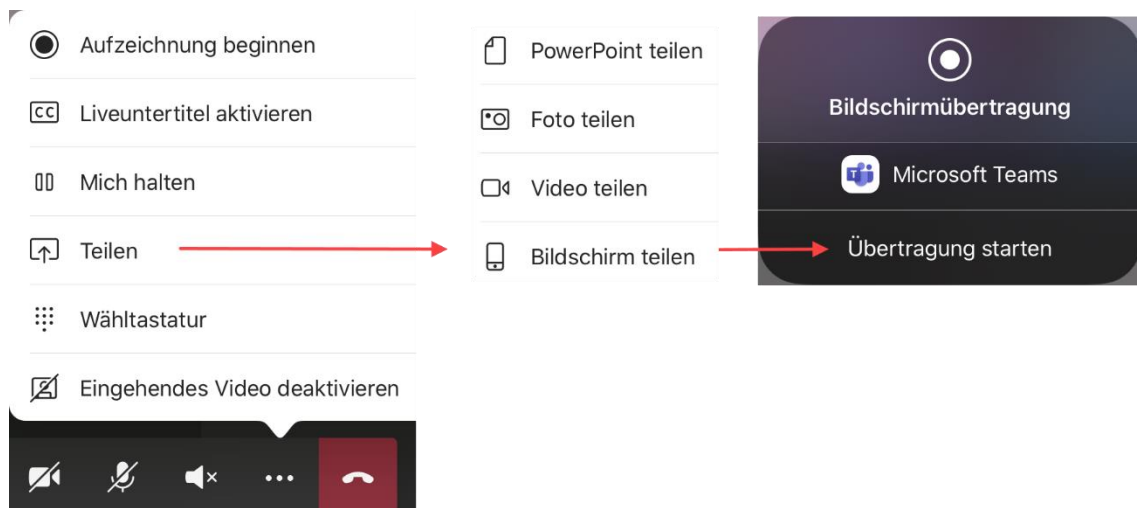 Aufzeichnung beginnen
CC Liveuntertitel aktivieren
Mich halten
Teilen
Wähltastatur
Eingehendes Video deaktivieren
PowerPoint teilen
Foto teilen
Video teilen
Bildschirm teilen
Bildschirmübertragung
T Microsoft Teams
Übertragung starten